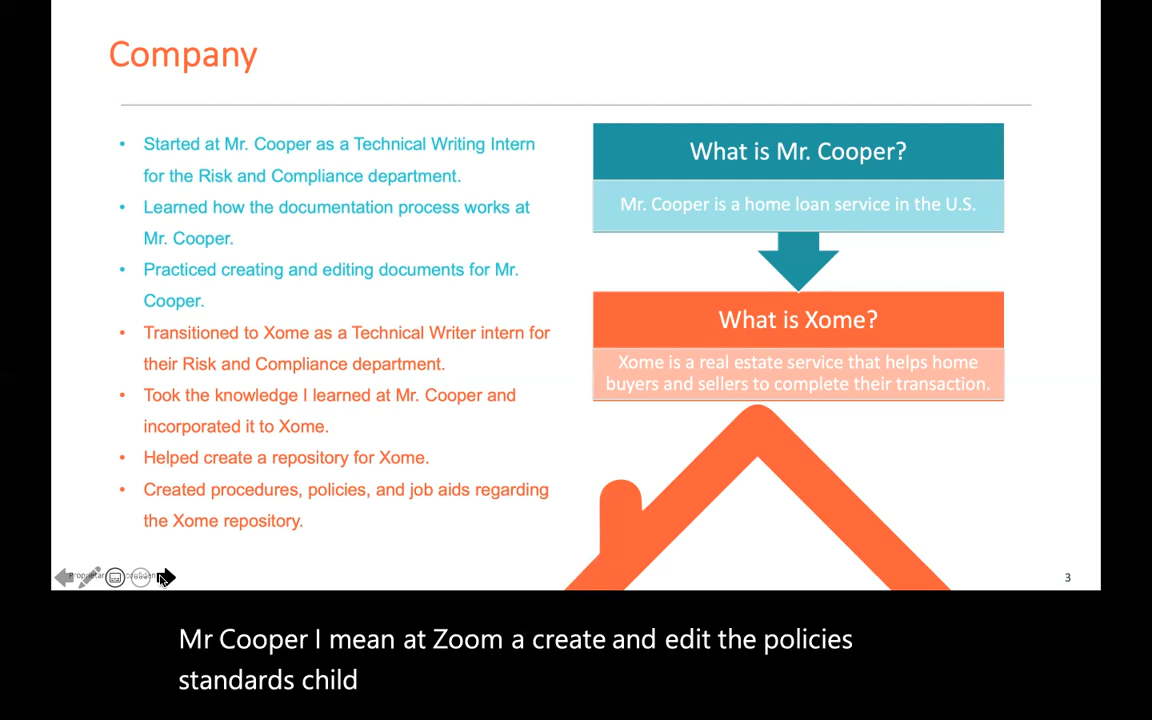 Company
• Started at Mr. Cooper as a Technical Writing Intern
for the Risk and Compliance department.
• Learned how the documentation process works at
Mr. Cooper.
• Practiced creating and editing documents for Mr.
Cooper.
• Transitioned to Xome as a Technical Writer intern for
their Risk and Compliance department.
• Took the knowledge I learned at Mr. Cooper and
incorporated it to Xome.
• Helped create a repository for Xome.
• Created procedures, policies, and job aids regarding
the Xome repository.
What is Mr. Cooper?
Mr. Cooper is a home loan service in the U.S.
What is Xome?
Xome is a real estate service that helps home
buyers and sellers to complete their transaction.
3
Mr Cooper I mean at Zoom a create and edit the policies
standards child